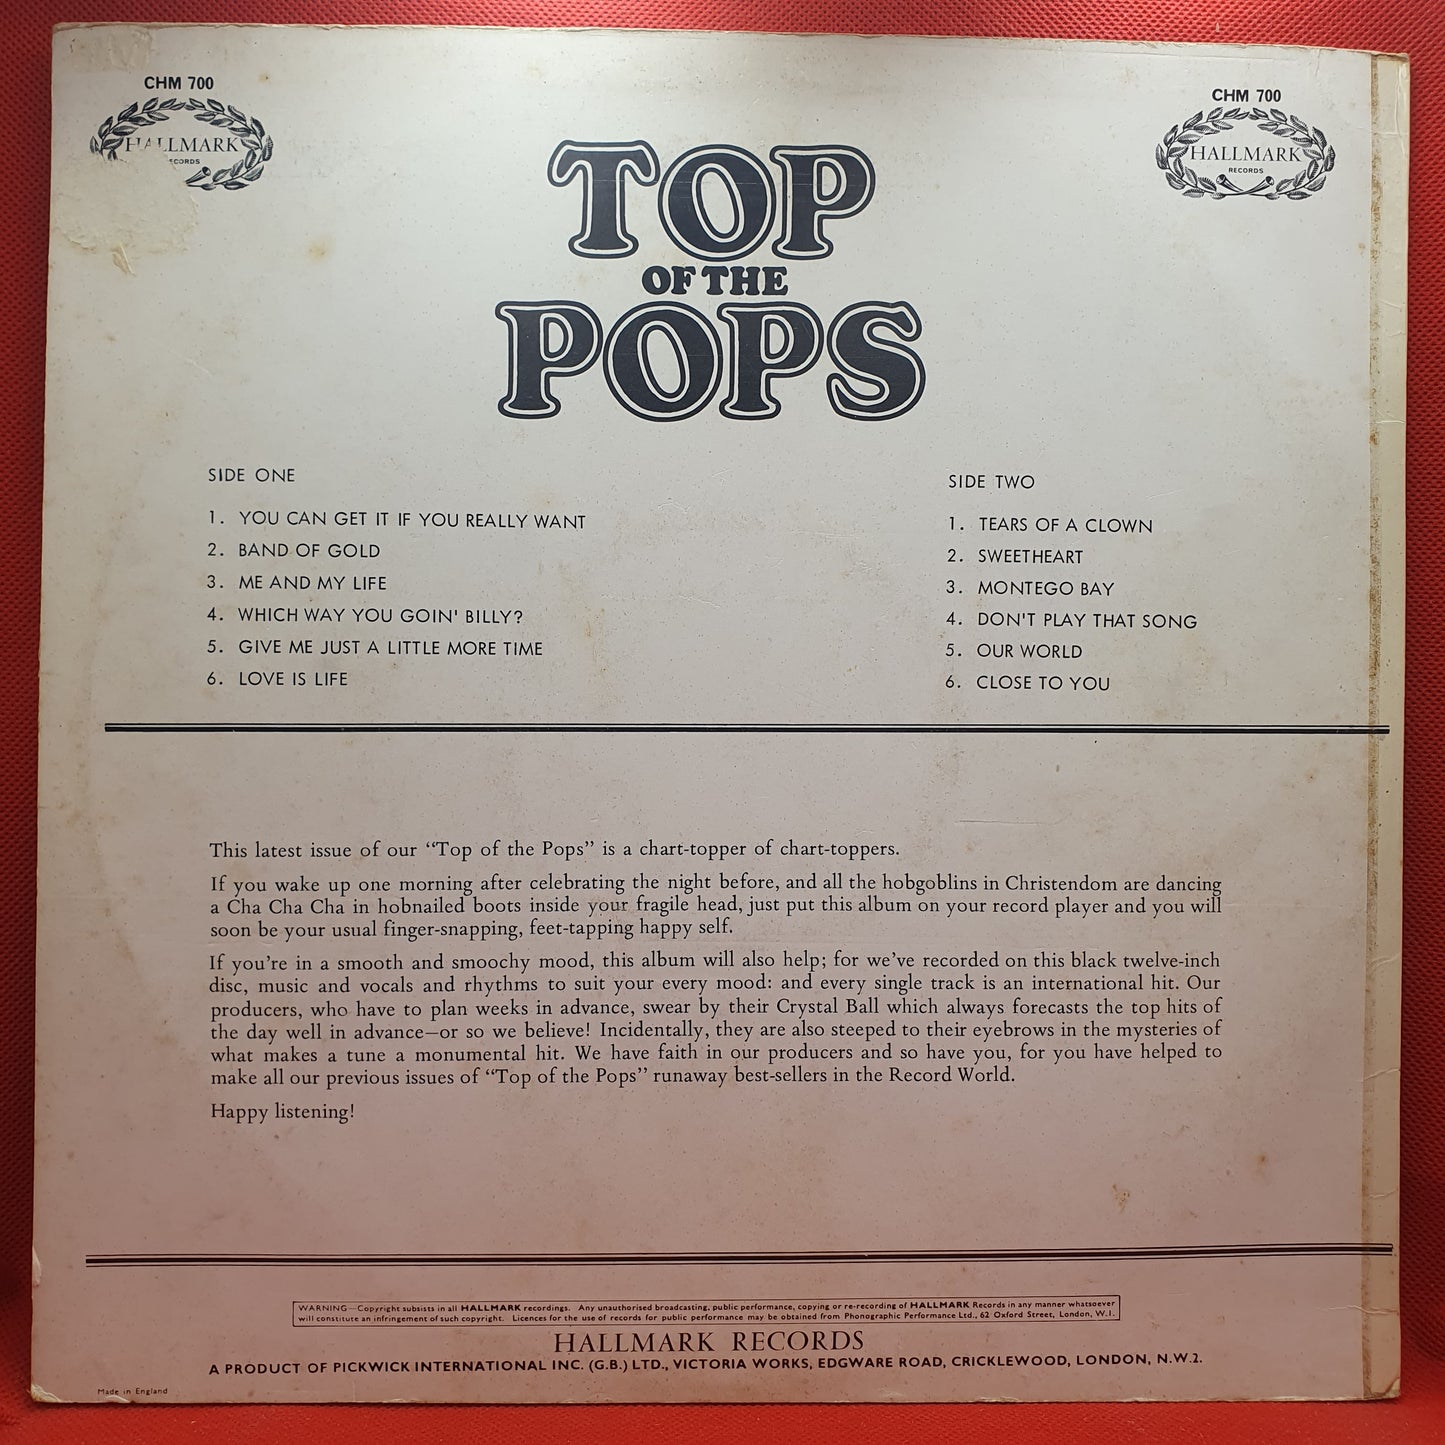 CHM 700
HALLMARK
RECORDS
CHM 700
HALLMARK
RECORDS
TOP
OF THE
POPS
SIDE ONE
1. YOU CAN GET IT IF YOU REALLY WANT
2. BAND OF GOLD
3. ME AND MY LIFE
4. WHICH WAY YOU GOIN' BILLY?
5. GIVE ME JUST A LITTLE MORE TIME
6. LOVE IS LIFE
SIDE TWO
1. TEARS OF A CLOWN
2. SWEETHEART
3. MONTEGO BAY
4. DON'T PLAY THAT SONG
5. OUR WORLD
6. CLOSE TO YOU
This latest issue of our “Top of the Pops” is a chart-topper of chart-toppers.
If you wake up one morning after celebrating the night before, and all the hobgoblins in Christendom are dancing
a Cha Cha Cha in hobnailed boots inside your fragile head, just put this album on your record player and you will
soon be your usual finger-snapping, feet-tapping happy self.
If you’re in a smooth and smoochy mood, this album will also help; for we’ve recorded on this black twelve-inch
disc, music and vocals and rhythms to suit your every mood: and every single track is an international hit. Our
producers, who have to plan weeks in advance, swear by their Crystal Ball which always forecasts the top hits of
the day well in advance—or so we believe! Incidentally, they are also steeped to their eyebrows in the mysteries of
what makes a tune a monumental hit. We have faith in our producers and so have you, for you have helped to
make all our previous issues of “Top of the Pops” runaway best-sellers in the Record World.
Happy listening!
WARNING—Copyright subsists in all HALLMARK recordings. Any unauthorised broadcasting, public performance, copying or re-recording of HALLMARK Records in any manner whatsoever
will constitute an infringement of such copyright. Licences for the use of records for public performance may be obtained from Phonographic Performance Ltd., 62 Oxford Street, London, W.1.
HALLMARK RECORDS
A PRODUCT OF PICKWICK INTERNATIONAL INC. (G.B.) LTD., VICTORIA WORKS, EDGWARE ROAD, CRICKLEWOOD, LONDON, N.W.2.
Made in England